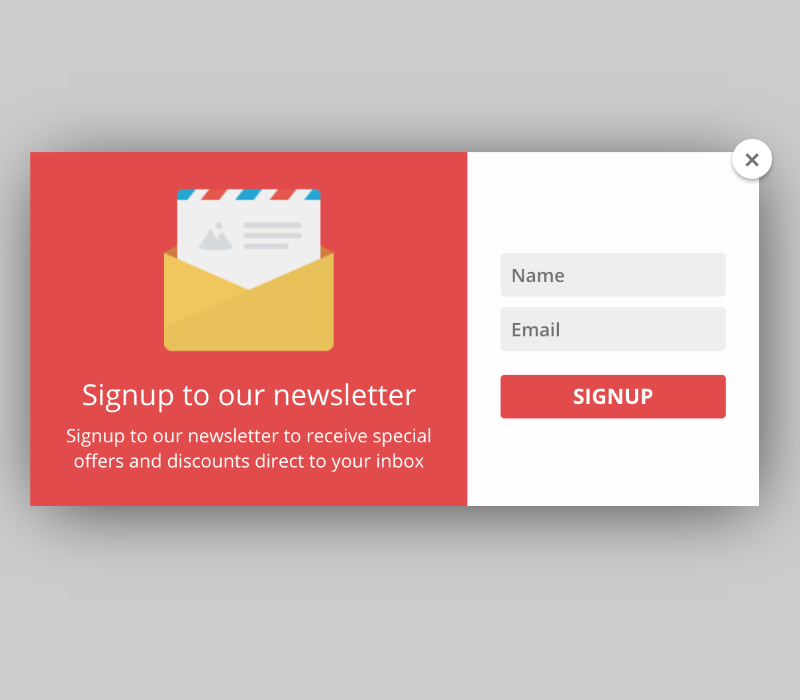 Signup to our newsletter
Signup to our newsletter to receive special
offers and discounts direct to your inbox
Name
Email
SIGNUP